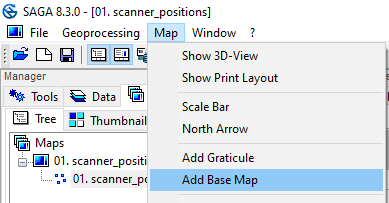 SAGA 8.3.0 - [01. scanner_positions]
File Geoprocessing Map Window ?
Show 3D-View
Show Print Layout
Scale Bar
North Arrow
Add Graticule
Add Base Map
Manager
Tools Data
Tree Thumbnail
Maps
01. scanner_positi
01. scanner_po